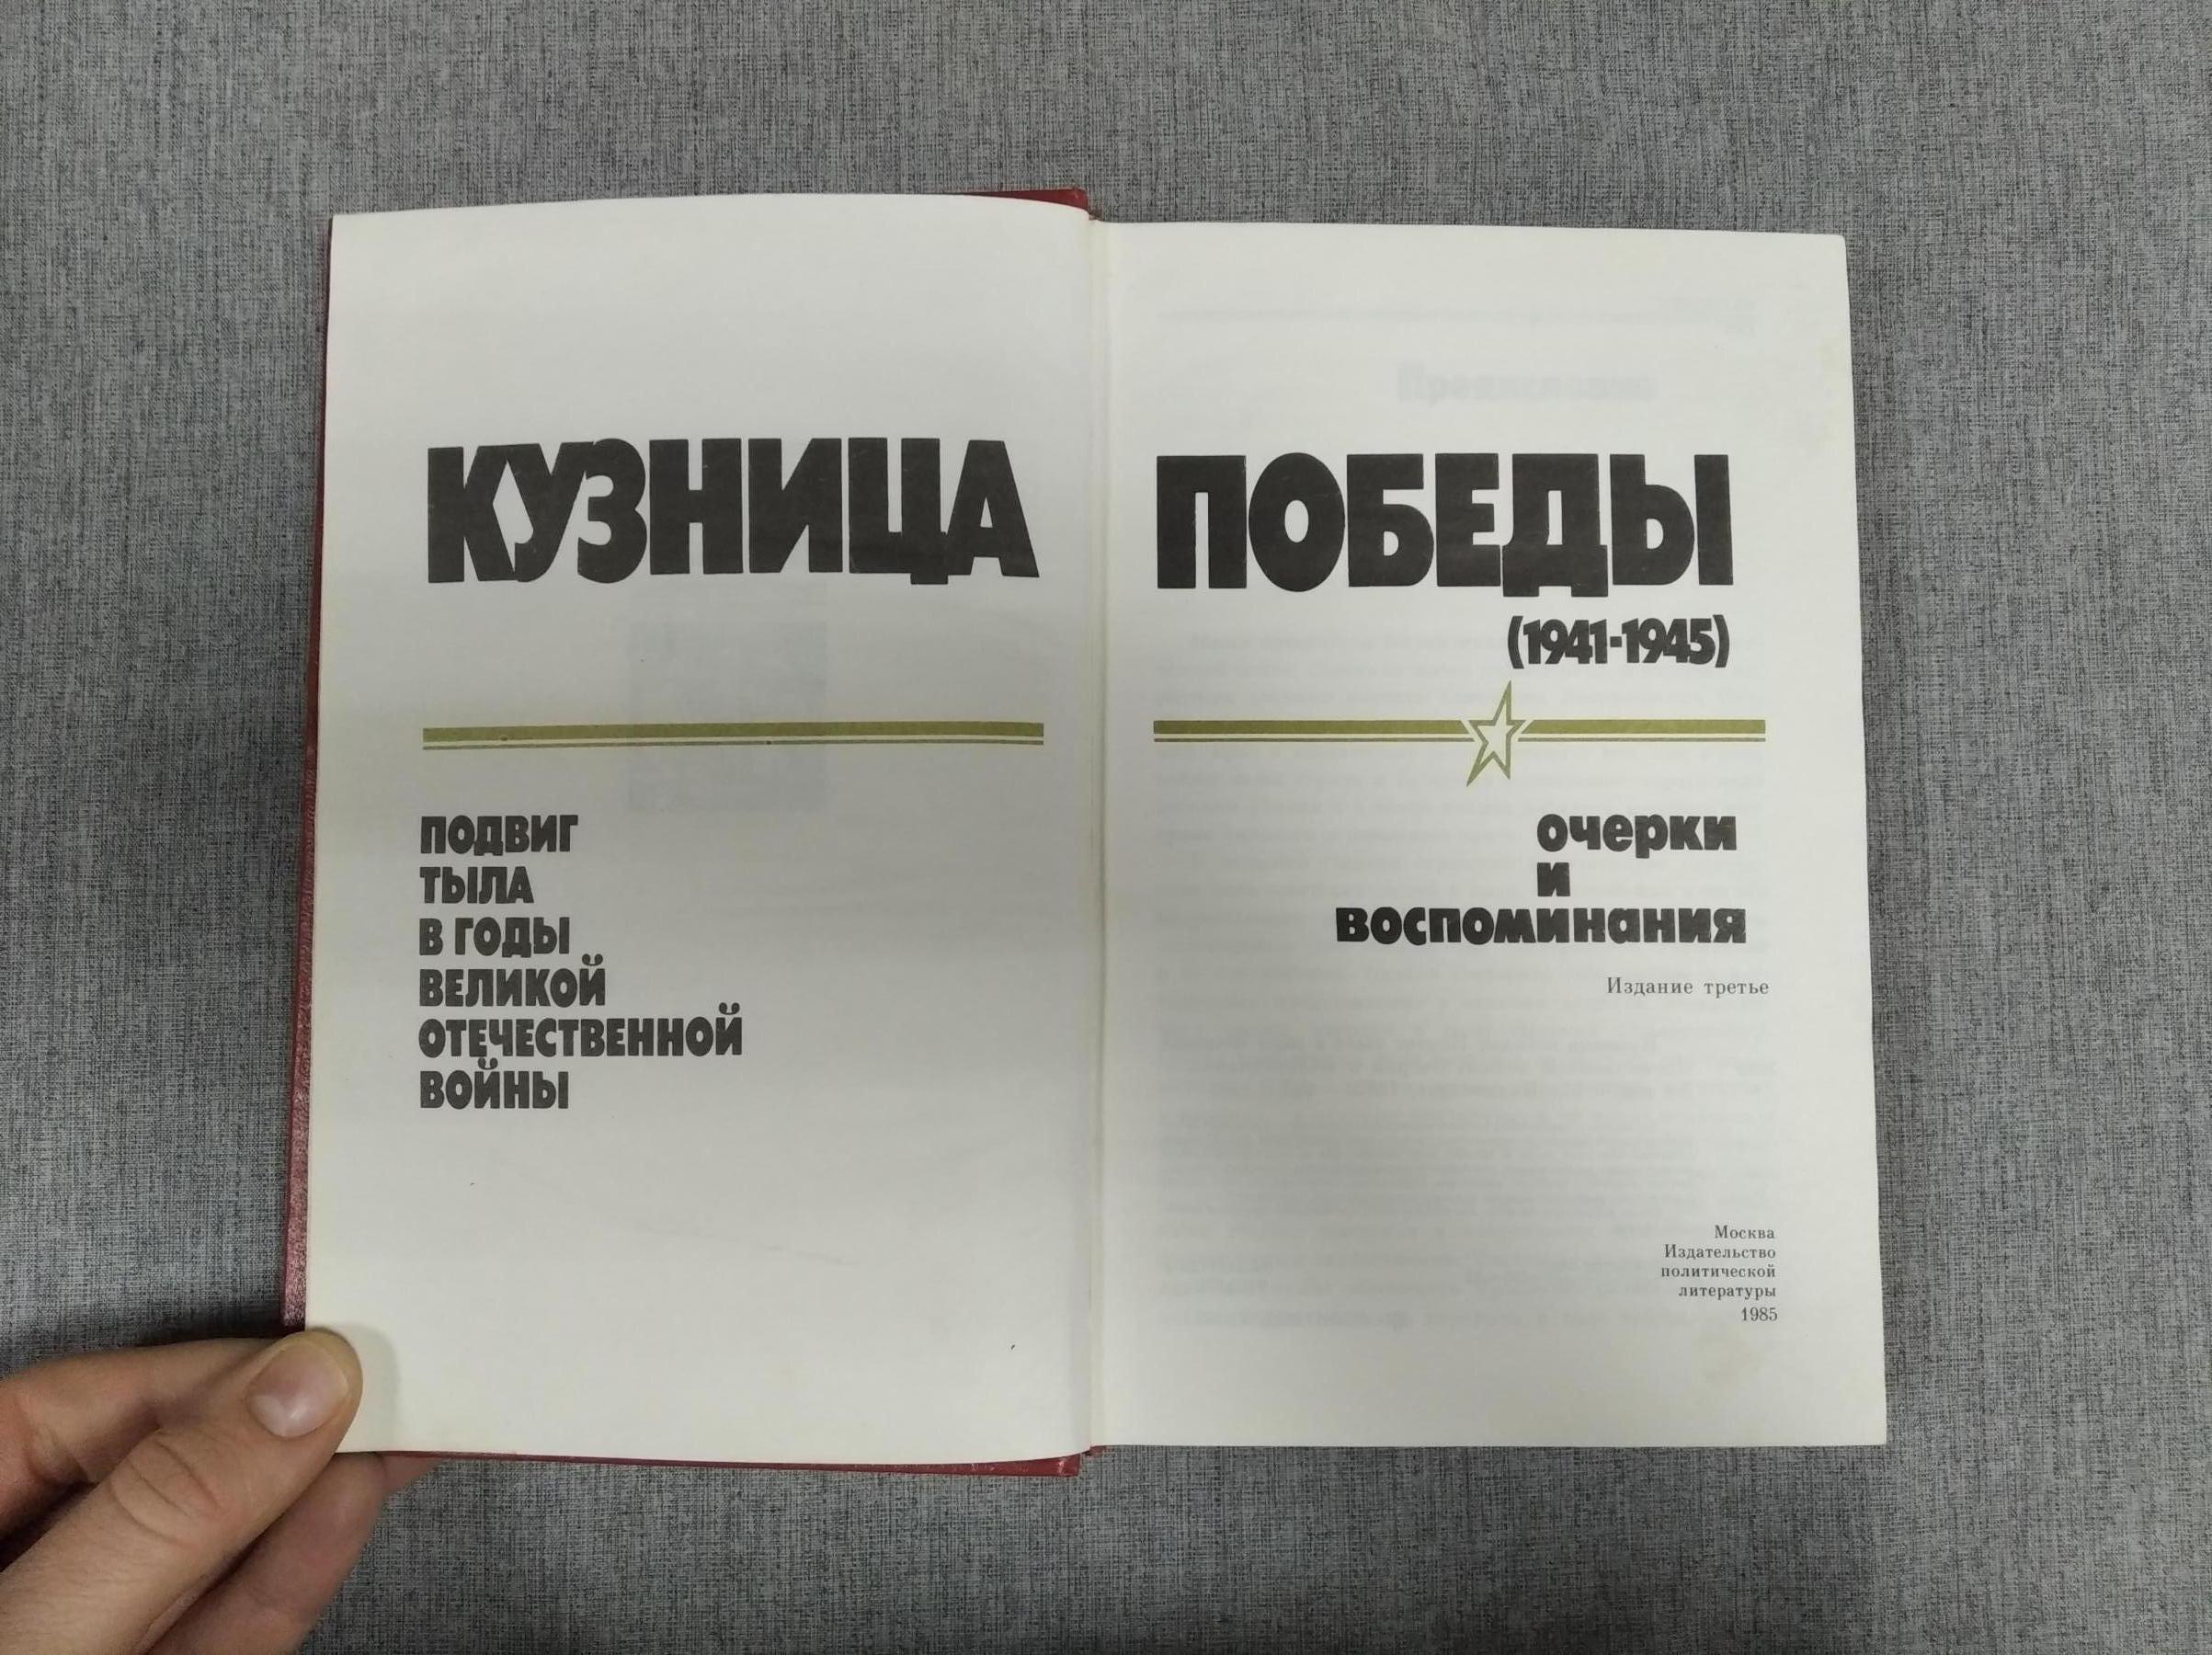 КУЗНИЦА
ПОДВИГ
ТЫЛА
В ГОДЫ
ВЕЛИКОЙ
ОТЕЧЕСТВЕННОЙ
ВОЙНЫ
ПОБЕДЫ
(1941-1945)
очерки
и
воспоминания
Издание третье
Москва
Издательство
политической
литературы
1985